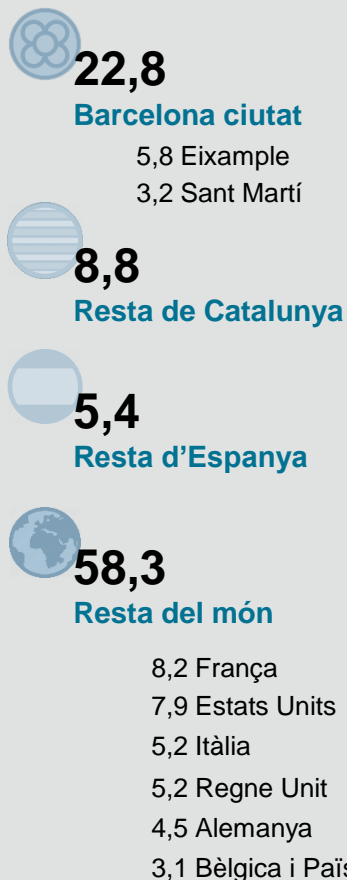 22,8
Barcelona ciutat
5,8 Eixample
3,2 Sant Martí
8,8
Resta de Catalunya
5,4
Resta d’Espanya
58,3
Resta del món
8,2 França
7,9 Estats Units
5,2 Itàlia
5,2 Regne Unit
4,5 Alemanya
3,1 Bèlgica i